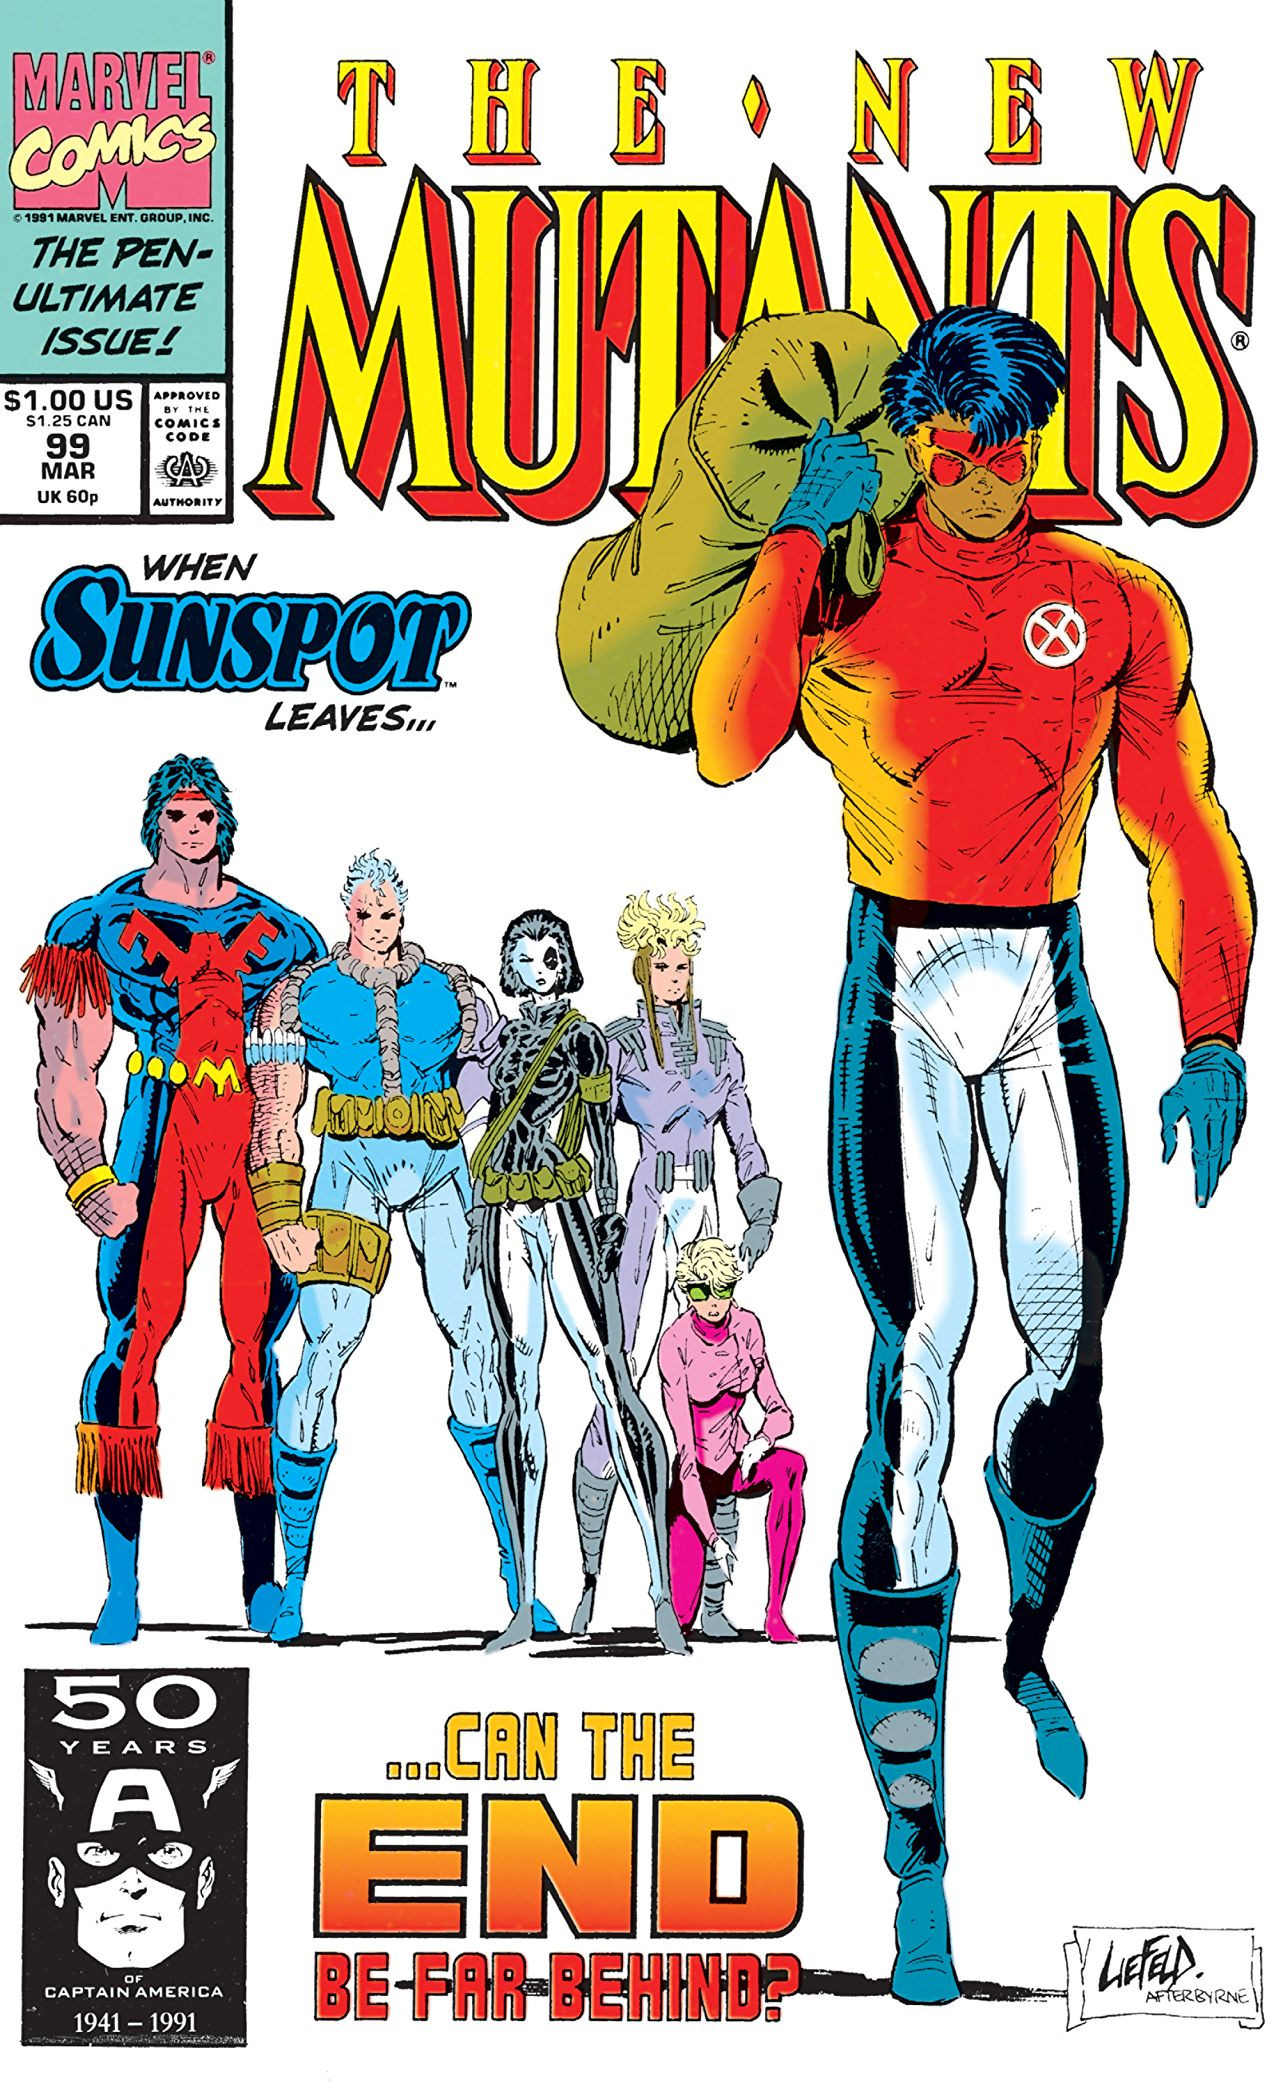 MARVEL®
COMICS
M
© 1991 MARVEL ENT. GROUP, INC.
THE PEN-
ULTIMATE
ISSUE!
$1.00 US
$1.25 CAN
99
MAR
UK 60p
APPROVED
BY THE
COMICS
CODE
AUTHORITY
THE • NEW
MUTANTS®
WHEN
SUNSPOT™
LEAVES...
...CAN THE
END
BE FAR BEHIND?
50
YEARS
A
OF
CAPTAIN AMERICA
1941 – 1991
LIEFELD.
AFTER BYRNE